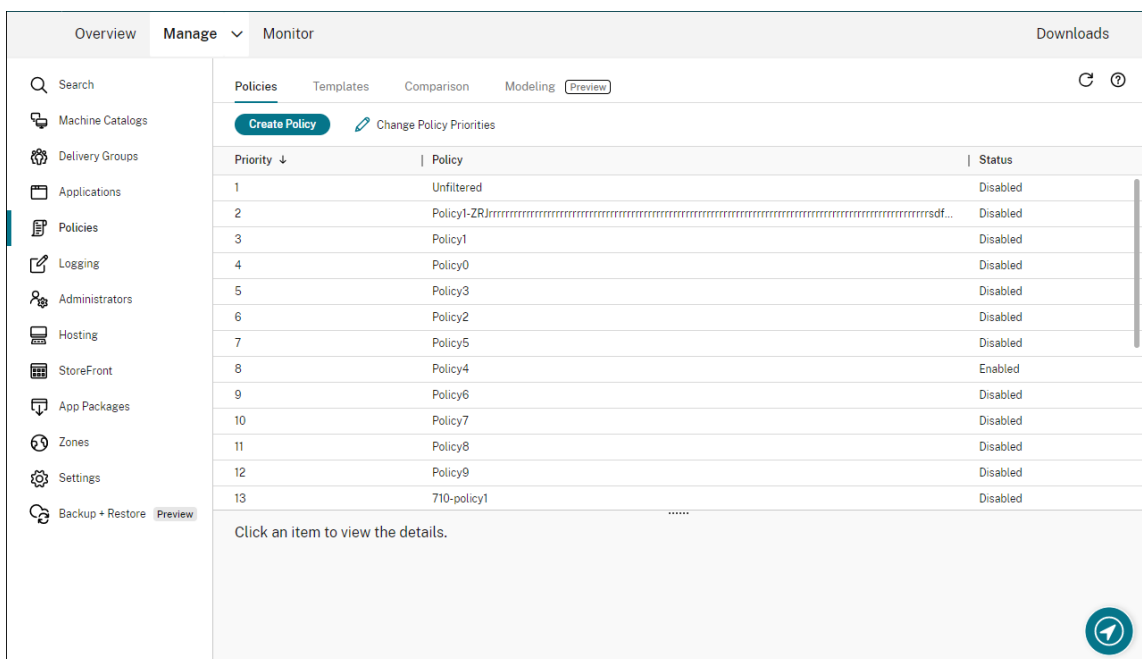 Overview Manage Monitor Downloads
Search
Machine Catalogs
Delivery Groups
Applications
Policies
Logging
Administrators
Hosting
StoreFront
App Packages
Zones
Settings
Backup + Restore Preview
Policies Templates Comparison Modeling Preview
Create Policy Change Policy Priorities
Priority ↓ Policy Status
1 Unfiltered Disabled
2 Disabled
3 Policy1 Disabled
4 Policy0 Disabled
5 Policy3 Disabled
6 Policy2 Disabled
7 Policy5 Disabled
8 Policy4 Enabled
9 Policy6 Disabled
10 Policy7 Disabled
11 Policy8 Disabled
12 Policy9 Disabled
13 710-policy1 Disabled
Click an item to view the details.